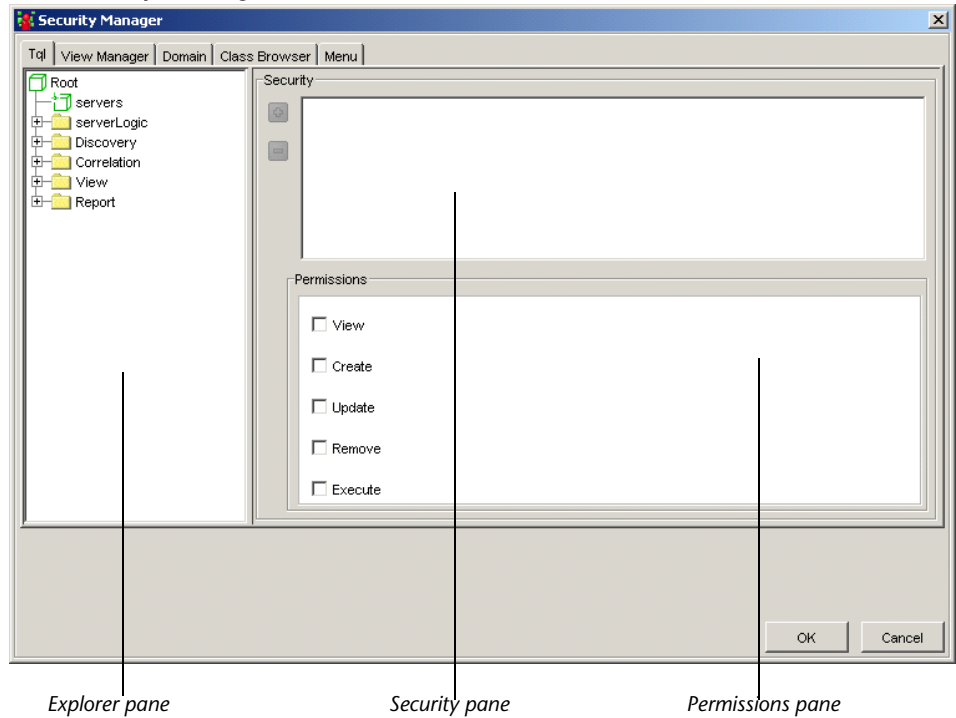 Security Manager
Tql View Manager Domain Class Browser Menu
Root
servers
serverLogic
Discovery
Correlation
View
Report
Security
Permissions
View
Create
Update
Remove
Execute
OK Cancel
Explorer pane Security pane Permissions pane